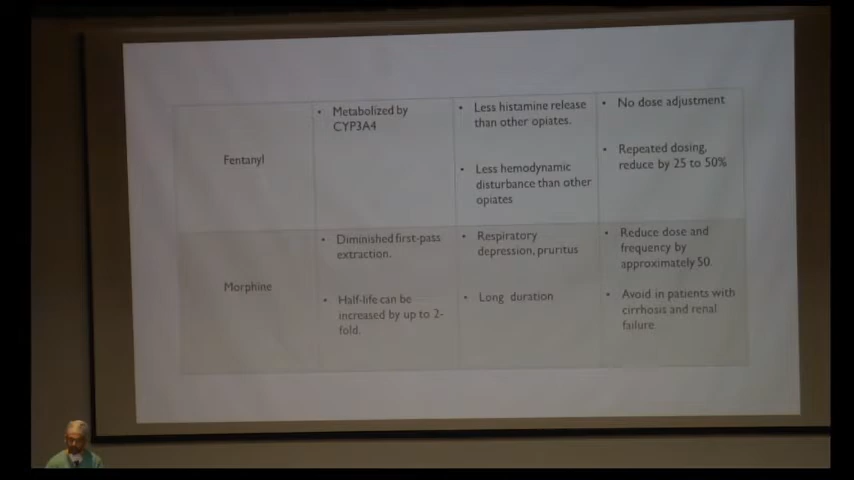 Fentanyl
• Metabolized by
CYP3A4
• Less histamine release
than other opiates.
• Less hemodynamic
disturbance than other
opiates
• No dose adjustment
• Repeated dosing,
reduce by 25 to 50%
Morphine
• Diminished first-pass
extraction.
• Half-life can be
increased by up to 2-
fold.
• Respiratory
depression, pruritus
• Long duration
• Reduce dose and
frequency by
approximately 50.
• Avoid in patients with
cirrhosis and renal
failure.